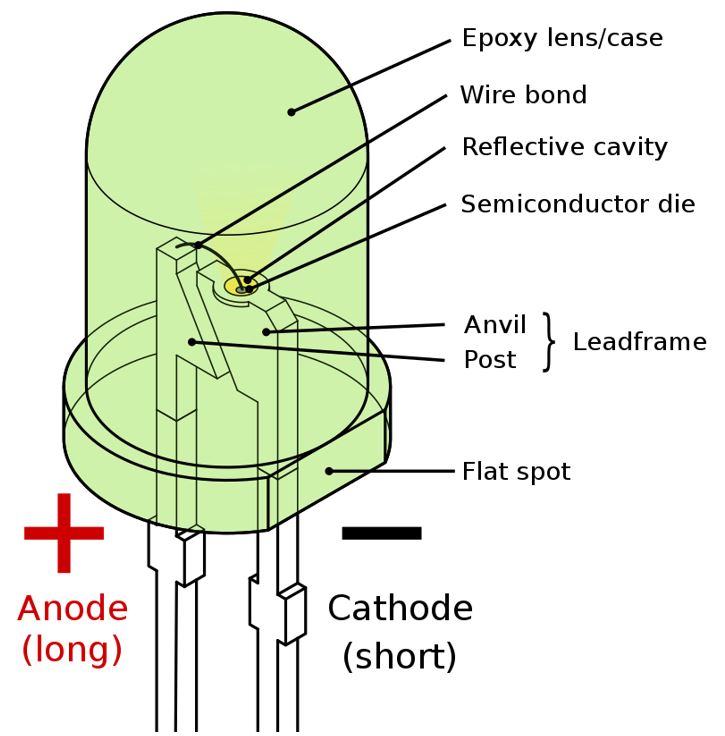 Epoxy lens/case
Wire bond
Reflective cavity
Semiconductor die
Anvil
Post
Leadframe
Flat spot
Anode
(long)
Cathode
(short)